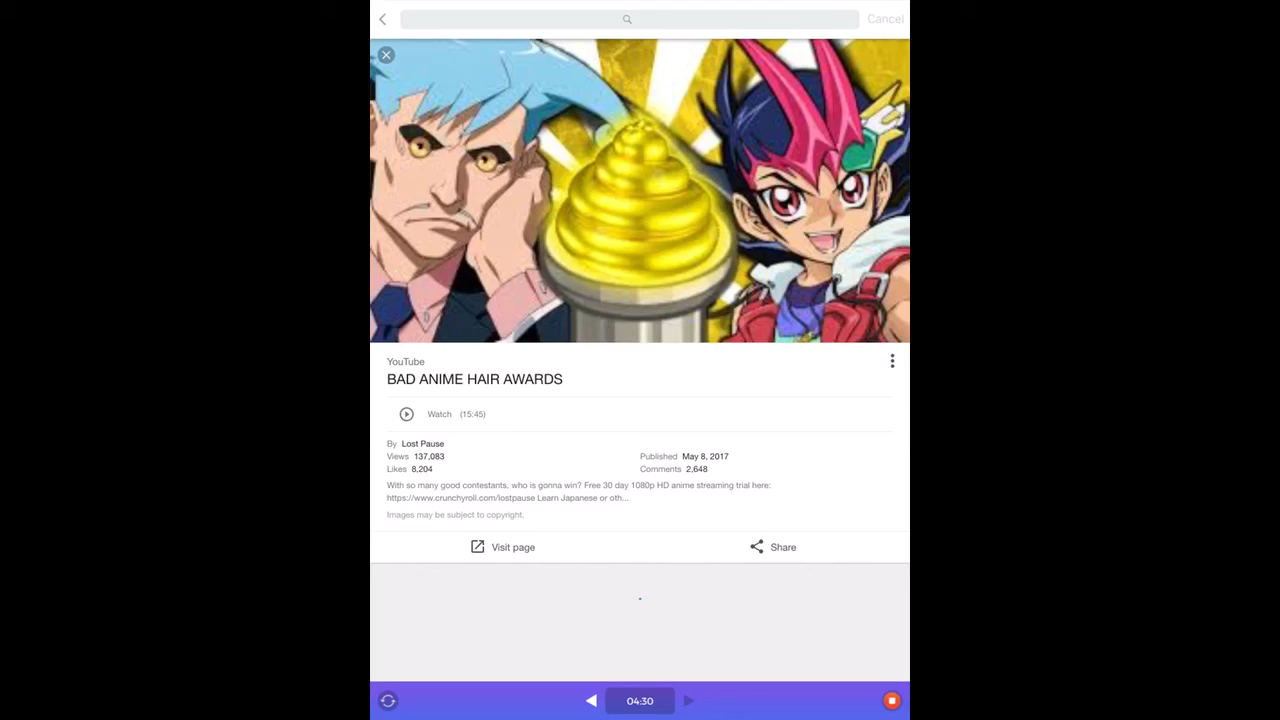 Cancel
YouTube
BAD ANIME HAIR AWARDS
Watch (15:45)
By Lost Pause
Views 137,083
Published May 8, 2017
Likes 8,204
Comments 2,648
With so many good contestants, who is gonna win? Free 30 day 1080p HD anime streaming trial here:
https://www.crunchyroll.com/lostpause Learn Japanese or oth...
Images may be subject to copyright.
Visit page
Share
04:30